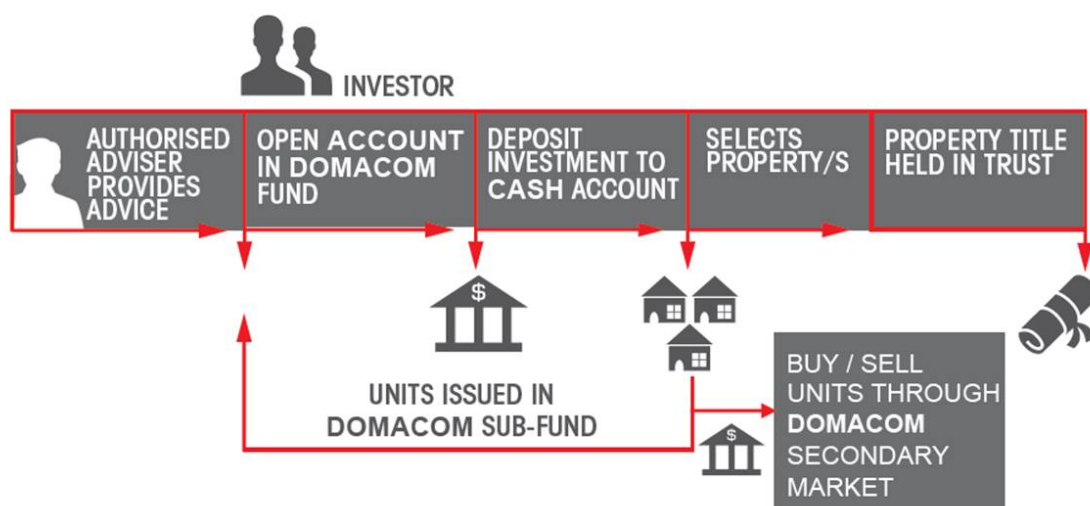 INVESTOR
AUTHORISED
ADVISER
PROVIDES
ADVICE
OPEN ACCOUNT
IN DOMACOM
FUND
DEPOSIT
INVESTMENT TO
CASH ACCOUNT
SELECTS
PROPERTY/S
PROPERTY TITLE
HELD IN TRUST
$
UNITS ISSUED IN
DOMACOM SUB-FUND
$
BUY / SELL
UNITS THROUGH
DOMACOM
SECONDARY
MARKET